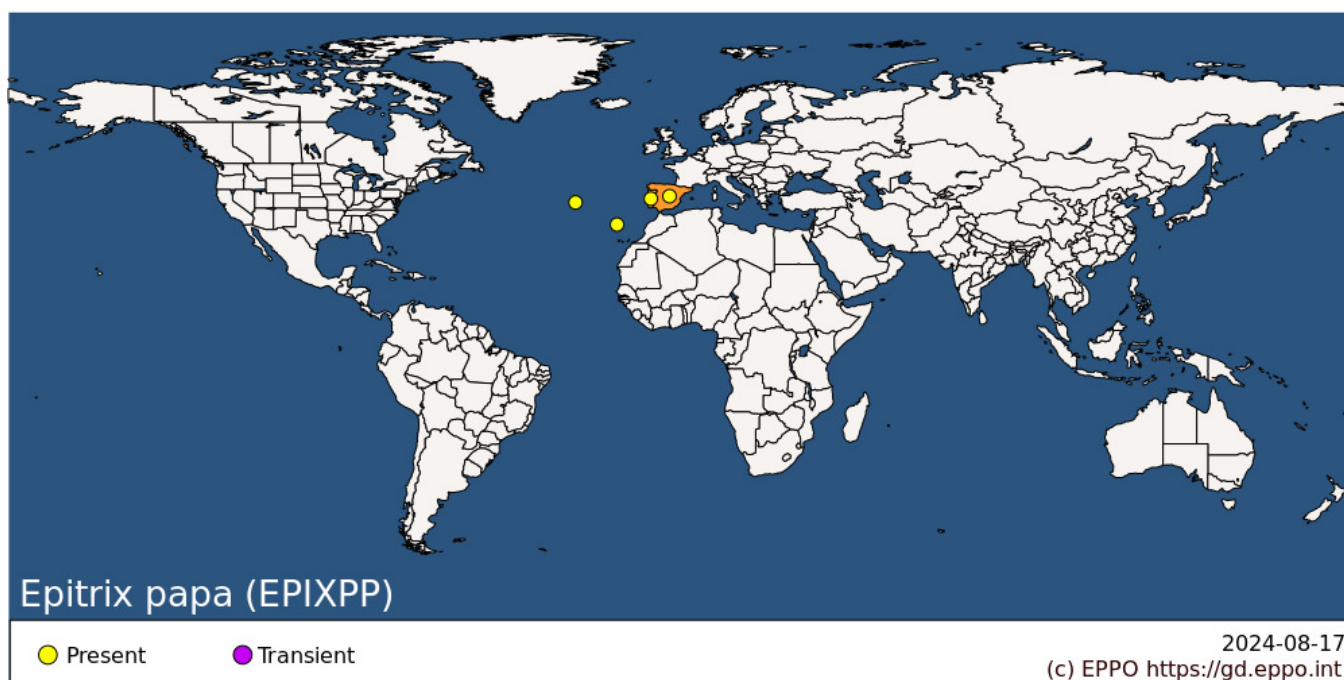 Epitrix papa (EPIXPP)
Present
Transient
2024-08-17
(c) EPPO https://gd.eppo.int